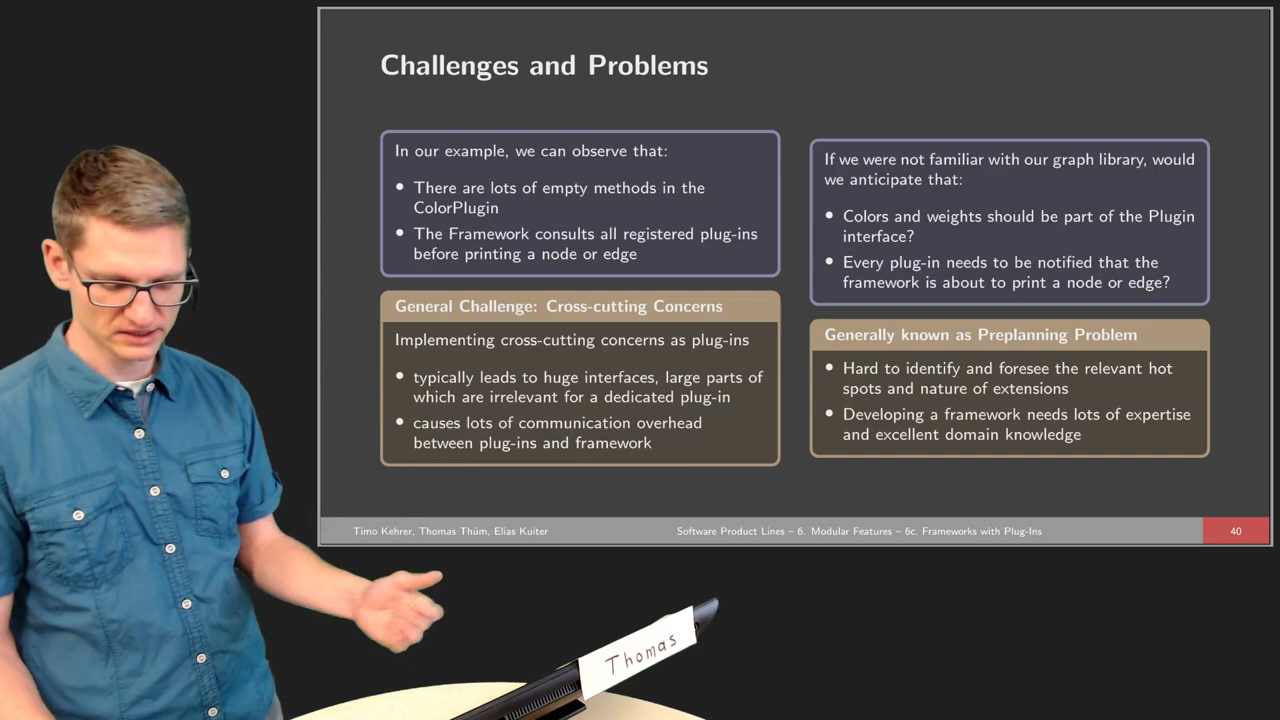 Challenges and Problems
In our example, we can observe that:
• There are lots of empty methods in the
ColorPlugin
• The Framework consults all registered plug-ins
before printing a node or edge
General Challenge: Cross-cutting Concerns
Implementing cross-cutting concerns as plug-ins
• typically leads to huge interfaces, large parts of
which are irrelevant for a dedicated plug-in
• causes lots of communication overhead
between plug-ins and framework
If we were not familiar with our graph library, would
we anticipate that:
• Colors and weights should be part of the Plugin
interface?
• Every plug-in needs to be notified that the
framework is about to print a node or edge?
Generally known as Preplanning Problem
• Hard to identify and foresee the relevant hot
spots and nature of extensions
• Developing a framework needs lots of expertise
and excellent domain knowledge
Timo Kehrer, Thomas Thüm, Elias Kuiter
Software Product Lines – 6. Modular Features – 6c. Frameworks with Plug-Ins
40
Thomas